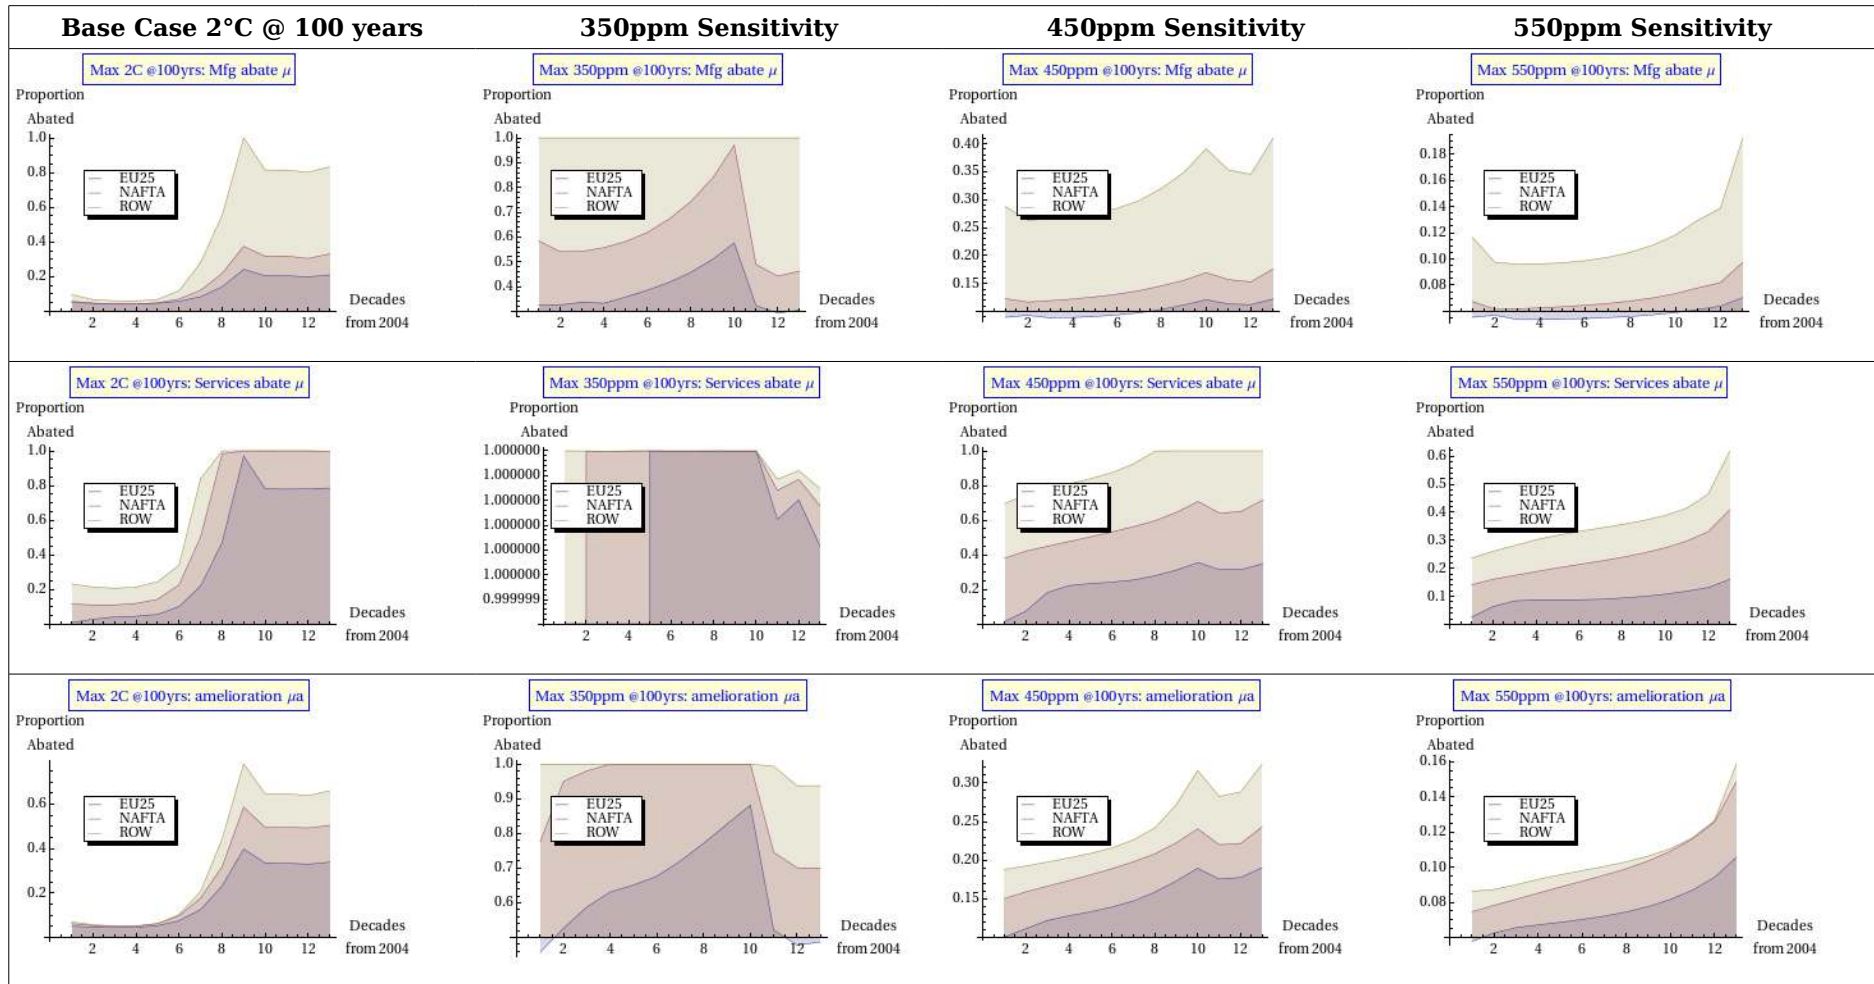 Base Case 2°C @ 100 years
350ppm Sensitivity
450ppm Sensitivity
550ppm Sensitivity
Max 2C @100yrs: Mfg abate μ
Proportion
Abated
1.0
0.8
0.6
0.4
0.2
EU25
NAFTA
ROW
2 4 6 8 10 12
Decades
from 2004
Max 350ppm @100yrs: Mfg abate μ
Proportion
Abated
1.0
0.9
0.8
0.7
0.6
0.5
0.4
EU25
NAFTA
ROW
2 4 6 8 10 12
Decades
from 2004
Max 450ppm @100yrs: Mfg abate μ
Proportion
Abated
0.40
0.35
0.30
0.25
0.20
0.15
EU25
NAFTA
ROW
2 4 6 8 10 12
Decades
from 2004
Max 550ppm @100yrs: Mfg abate μ
Proportion
Abated
0.18
0.16
0.14
0.12
0.10
0.08
EU25
NAFTA
ROW
2 4 6 8 10 12
Decades
from 2004
Max 2C @100yrs: Services abate μ
Proportion
Abated
1.0
0.8
0.6
0.4
0.2
EU25
NAFTA
ROW
2 4 6 8 10 12
Decades
from 2004
Max 350ppm @100yrs: Services abate μ
Proportion
Abated
1.000000
1.000000
1.000000
1.000000
1.000000
1.000000
0.999999
EU25
NAFTA
ROW
2 4 6 8 10 12
Decades
from 2004
Max 450ppm @100yrs: Services abate μ
Proportion
Abated
1.0
0.8
0.6
0.4
0.2
EU25
NAFTA
ROW
2 4 6 8 10 12
Decades
from 2004
Max 550ppm @100yrs: Services abate μ
Proportion
Abated
0.6
0.5
0.4
0.3
0.2
0.1
EU25
NAFTA
ROW
2 4 6 8 10 12
Decades
from 2004
Max 2C @100yrs: amelioration μa
Proportion
Abated
0.6
0.4
0.2
EU25
NAFTA
ROW
2 4 6 8 10 12
Decades
from 2004
Max 350ppm @100yrs: amelioration μa
Proportion
Abated
1.0
0.9
0.8
0.7
0.6
EU25
NAFTA
ROW
2 4 6 8 10 12
Decades
from 2004
Max 450ppm @100yrs: amelioration μa
Proportion
Abated
0.30
0.25
0.20
0.15
EU25
NAFTA
ROW
2 4 6 8 10 12
Decades
from 2004
Max 550ppm @100yrs: amelioration μa
Proportion
Abated
0.16
0.14
0.12
0.10
0.08
EU25
NAFTA
ROW
2 4 6 8 10 12
Decades
from 2004